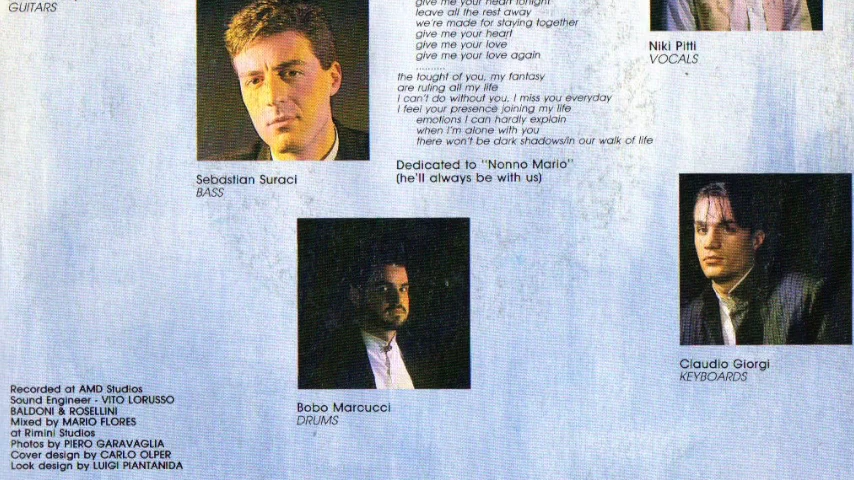 GUITARS
give me your heart tonight
leave all the rest away
we're made for staying together
give me your heart
give me your love
give me your love again
..........
the tought of you, my fantasy
are ruling all my life
I can't do without you, I miss you everyday
I feel your presence joining my life
emotions I can hardly explain
when I'm alone with you
there won't be dark shadows/in our walk of life
Dedicated to "Nonno Mario"
(he'll always be with us)
Niki Pitti
VOCALS
Sebastian Suraci
BASS
Claudio Giorgi
KEYBOARDS
Bobo Marcucci
DRUMS
Recorded at AMD Studios
Sound Engineer - VITO LORUSSO
BALDONI & ROSELLINI
Mixed by MARIO FLORES
at Rimini Studios
Photos by PIERO GARAVAGLIA
Cover design by CARLO OLPER
Look design by LUIGI PIANTANIDA